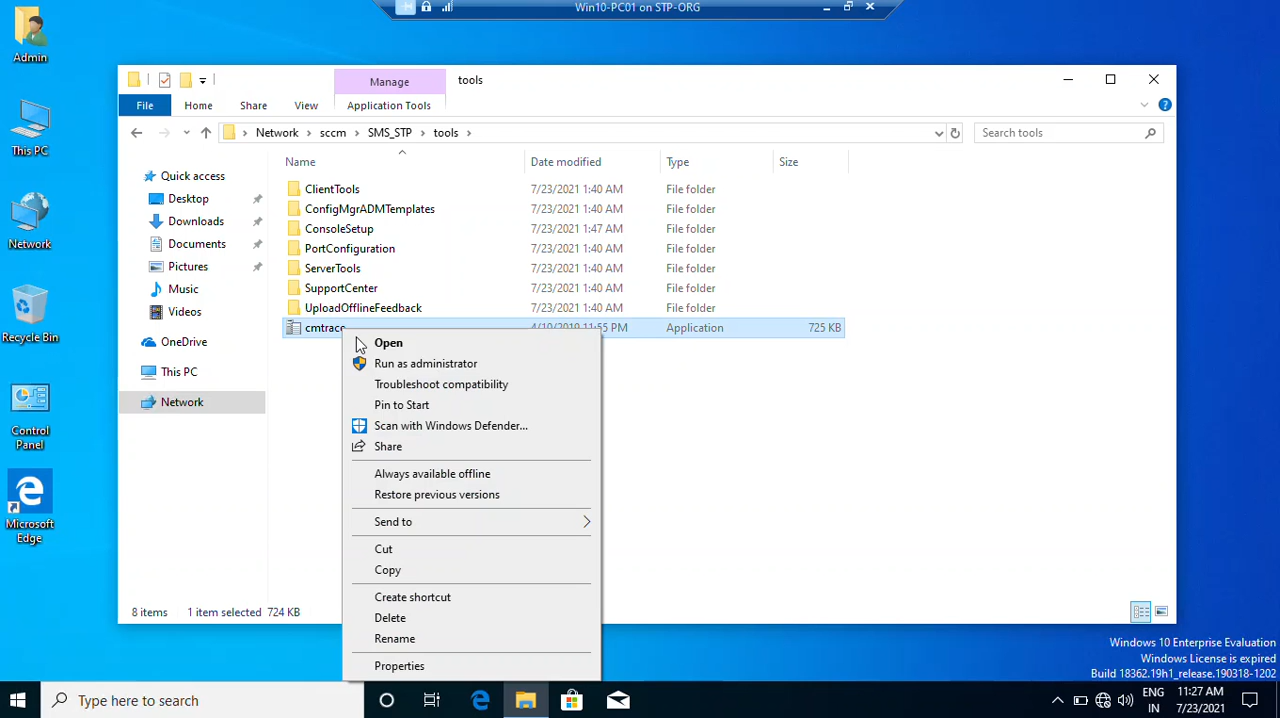 Win10-PC01 on STP-ORG
Admin
This PC
Network
Recycle Bin
Control
Panel
Microsoft
Edge
Manage
tools
File
Home
Share
View
Application Tools
Network
sccm
SMS_STP
tools
Search tools
Quick access
Desktop
Downloads
Documents
Pictures
Music
Videos
OneDrive
This PC
Network
Name Date modified Type Size
ClientTools 7/23/2021 1:40 AM File folder
ConfigMgrADMTemplates 7/23/2021 1:40 AM File folder
ConsoleSetup 7/23/2021 1:47 AM File folder
PortConfiguration 7/23/2021 1:40 AM File folder
ServerTools 7/23/2021 1:40 AM File folder
SupportCenter 7/23/2021 1:40 AM File folder
UploadOfflineFeedback 7/23/2021 1:40 AM File folder
cmtrace 4/10/2019 11:55 PM Application 725 KB
Open
Run as administrator
Troubleshoot compatibility
Pin to Start
Scan with Windows Defender...
Share
Always available offline
Restore previous versions
Send to
Cut
Copy
Create shortcut
Delete
Rename
Properties
8 items 1 item selected 724 KB
Windows 10 Enterprise Evaluation
Windows License is expired
Build 18362.19h1_release.190318-1202
Type here to search
ENG
IN
11:27 AM
7/23/2021